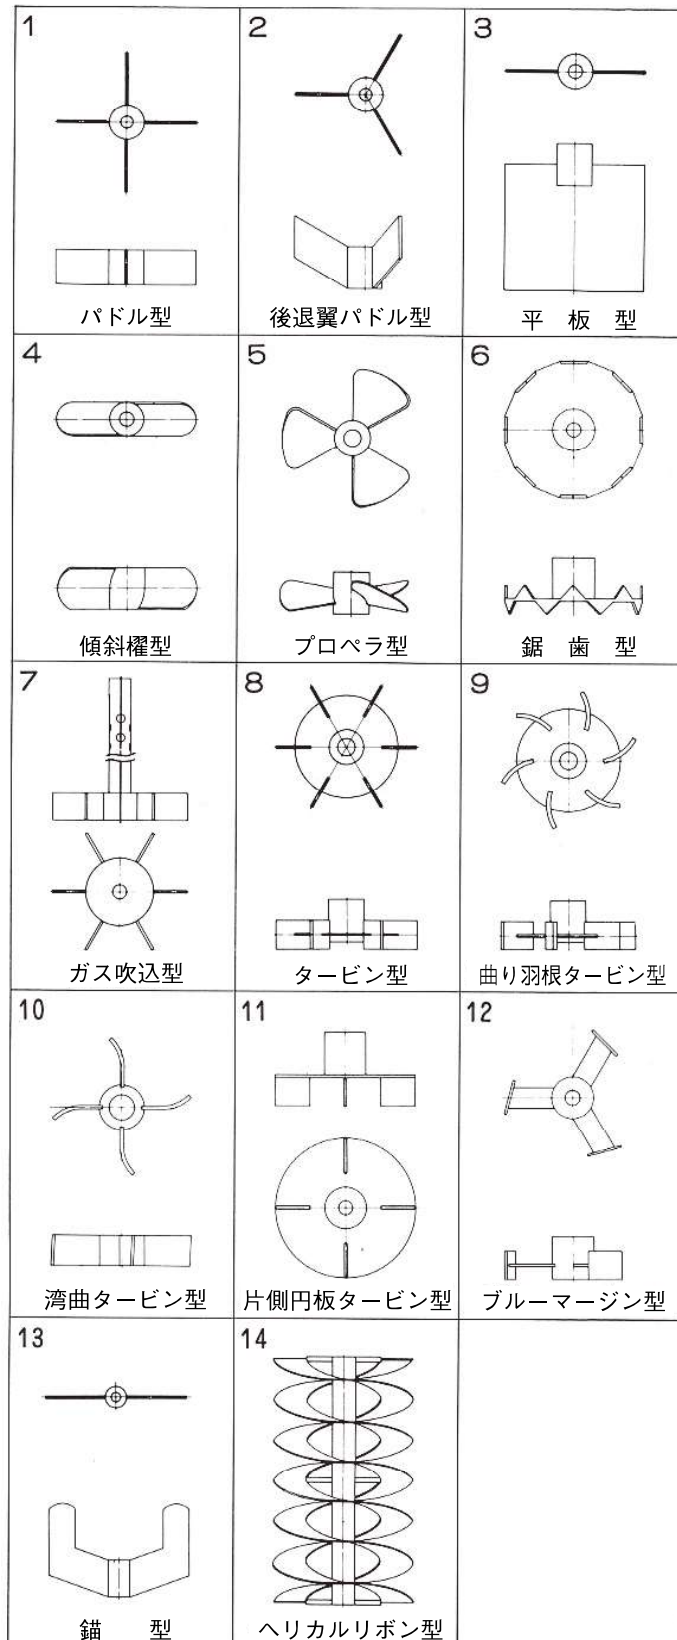 1
パドル型
2
後退翼パドル型
3
平 板 型
4
傾斜櫂型
5
プロペラ型
6
鋸 歯 型
7
ガス吹込型
8
タービン型
9
曲り羽根タービン型
10
湾曲タービン型
11
片側円板タービン型
12
ブルーマージン型
13
錨 型
14
ヘリカルリボン型